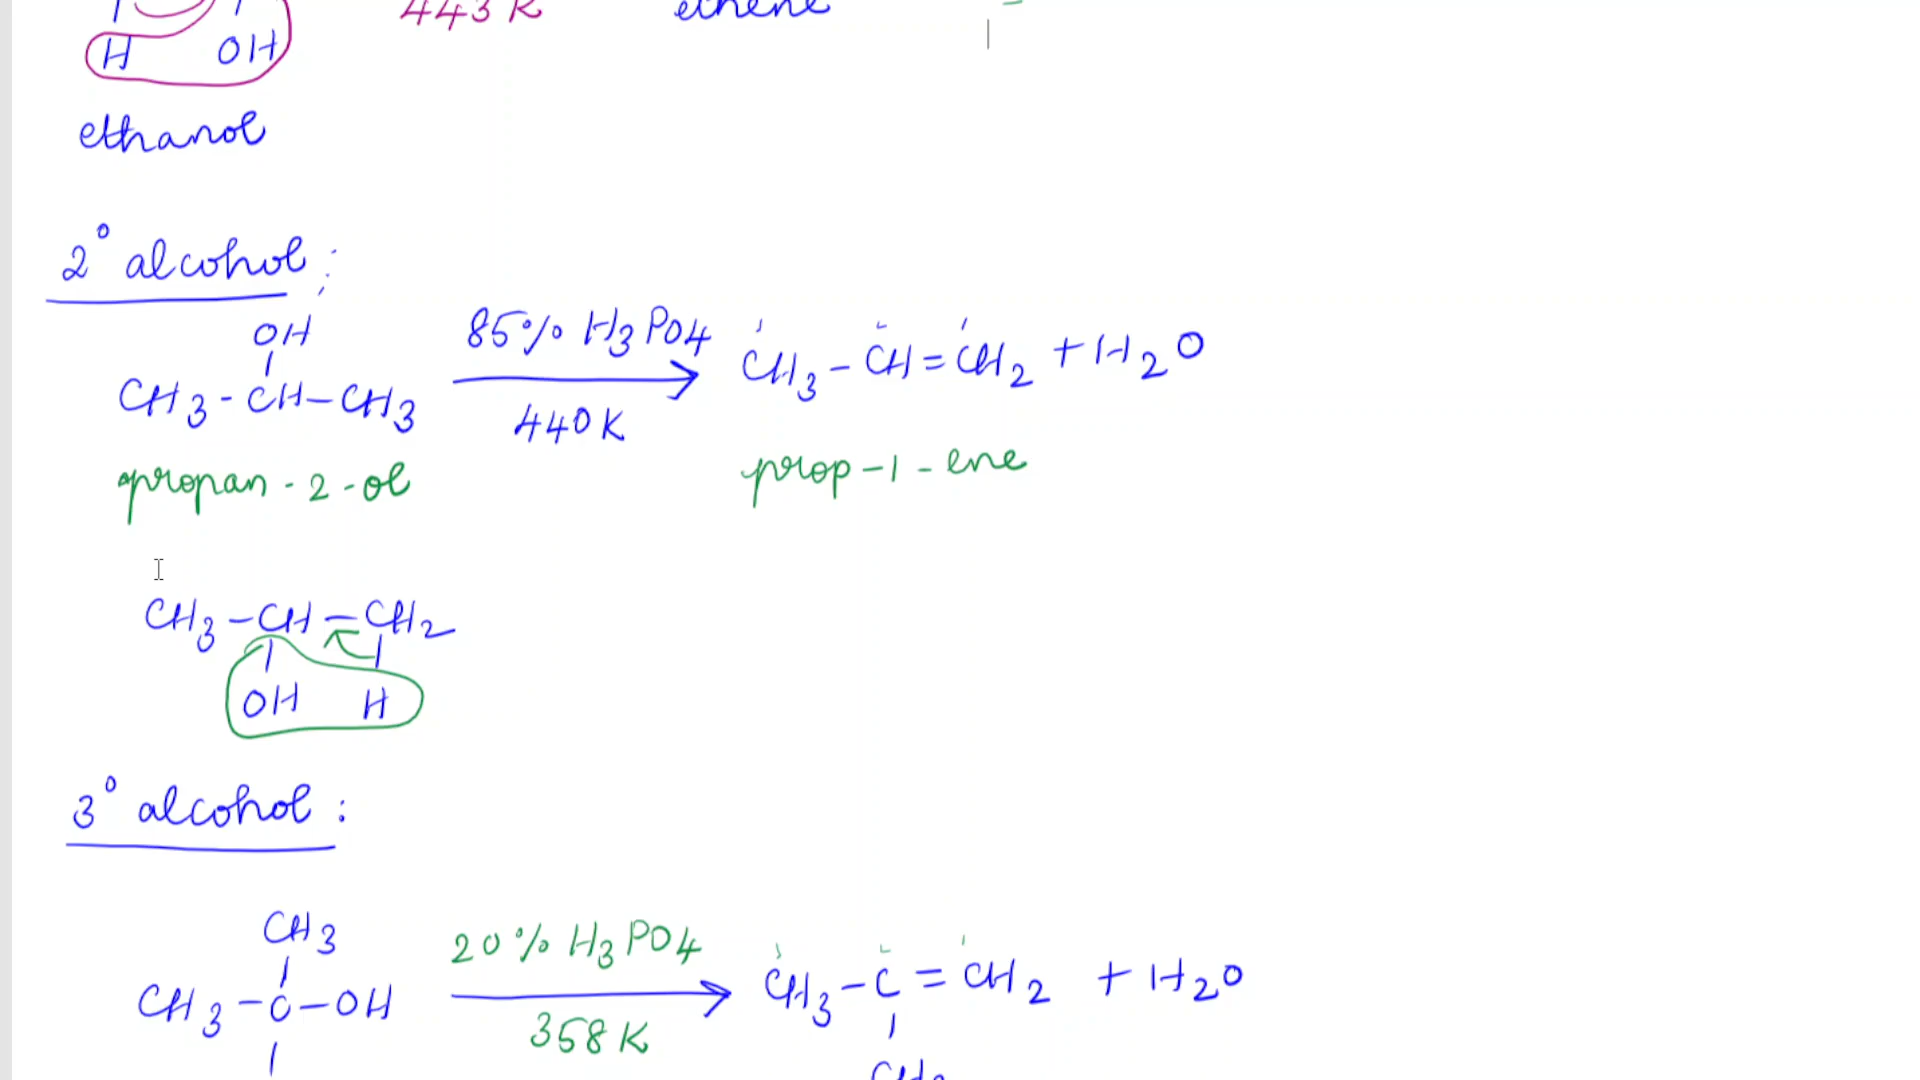 443 K ethene
H OH
ethanol
2° alcohol :
OH
CH3 - CH - CH3 85% H3PO4 CH3 - CH = CH2 + H2O
440K
propan - 2 - ol prop - 1 - ene
CH3 - CH - CH2
OH H
3° alcohol :
CH3
CH3 - C - OH 20% H3PO4 CH3 - C = CH2 + H2O
358 K